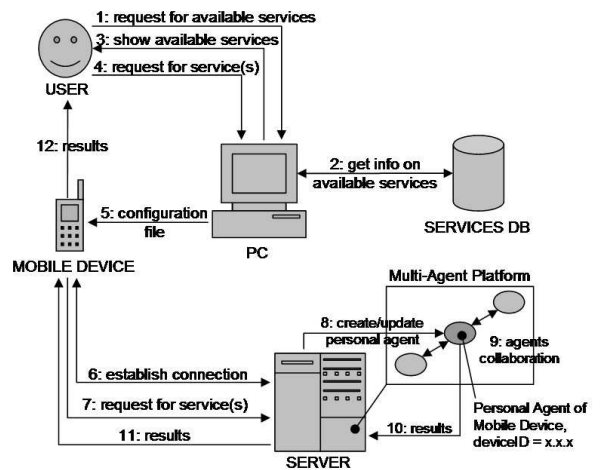 1: request for available services
3: show available services
4: request for service(s)
USER
12: results
2: get info on
available services
5: configuration
file
SERVICES DB
PC
MOBILE DEVICE
Multi-Agent Platform
8: create/update
personal agent
9: agents
collaboration
6: establish connection
7: request for service(s)
10: results
Personal Agent of
Mobile Device,
deviceID = x.x.x
11: results
SERVER